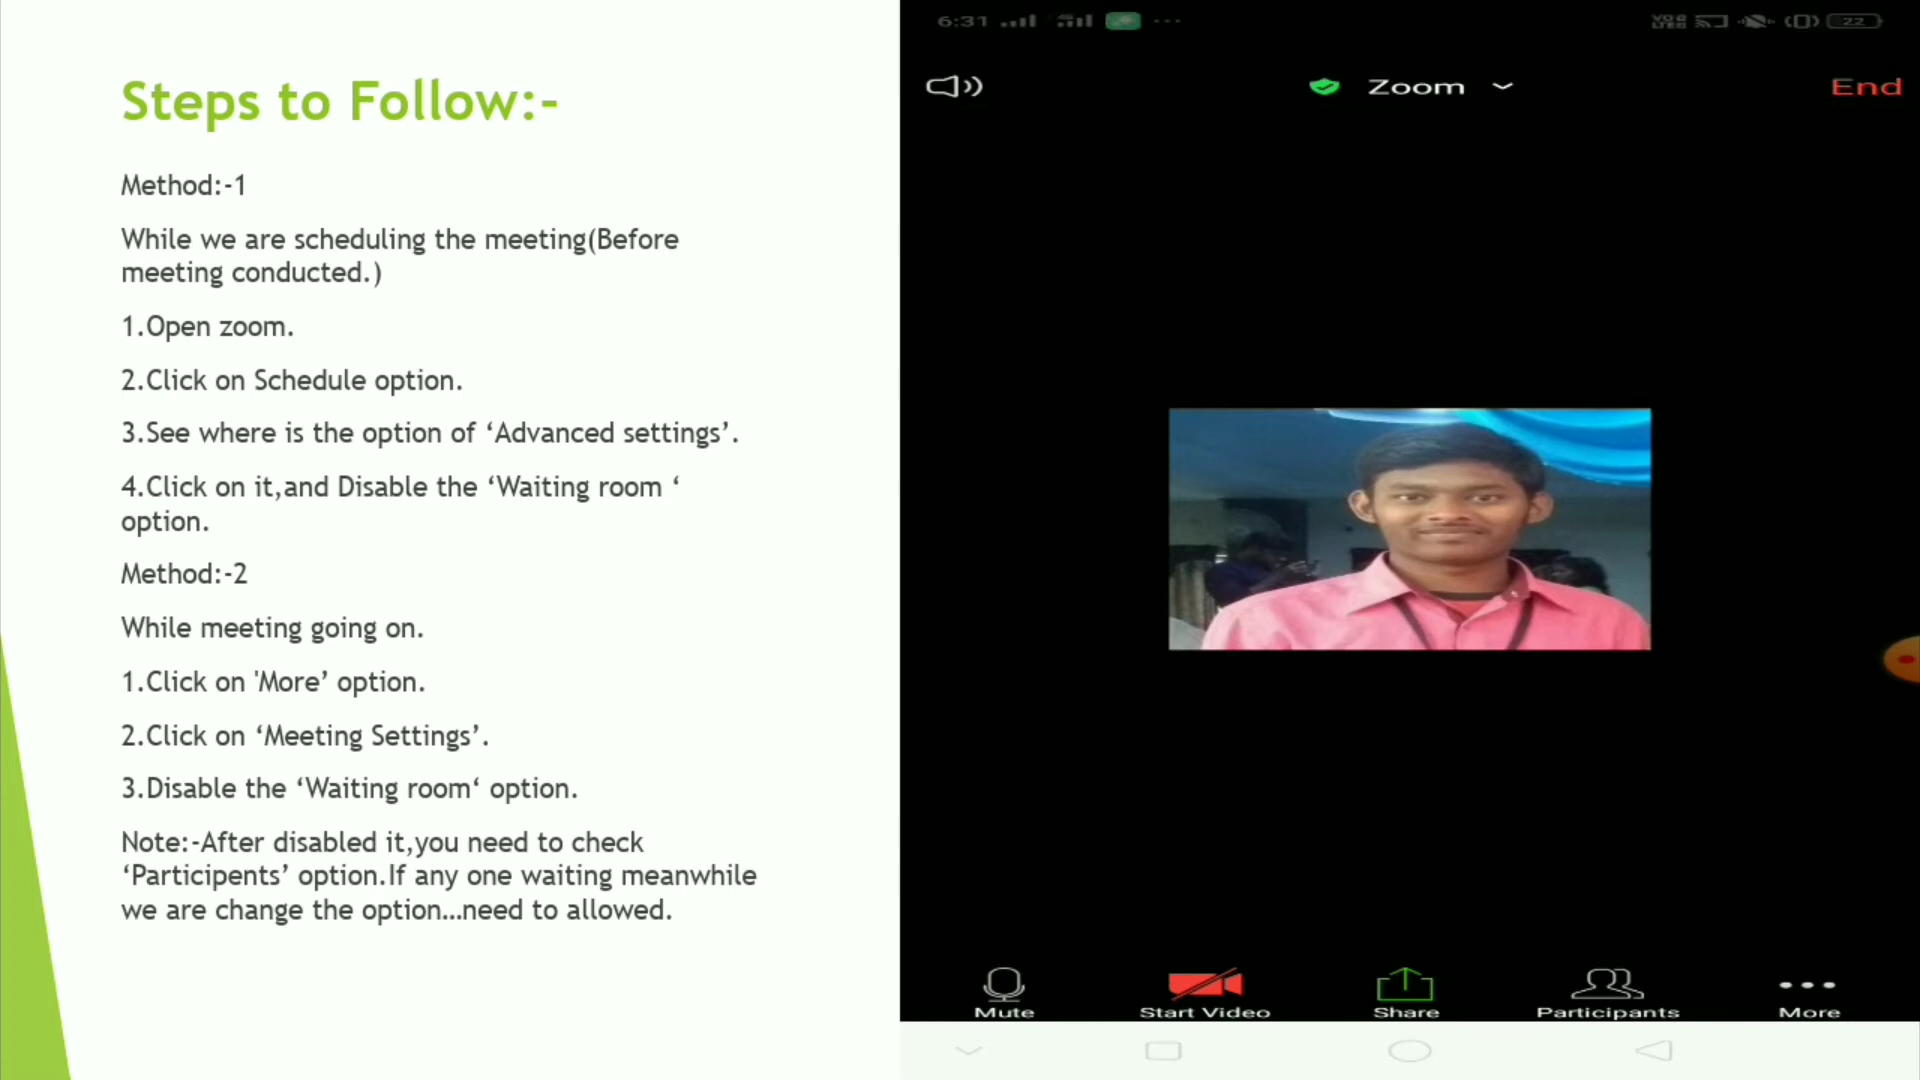 Steps to Follow:-
Method:-1
While we are scheduling the meeting(Before
meeting conducted.)
1.Open zoom.
2.Click on Schedule option.
3.See where is the option of ‘Advanced settings’.
4.Click on it,and Disable the ‘Waiting room ‘
option.
Method:-2
While meeting going on.
1.Click on 'More’ option.
2.Click on ‘Meeting Settings’.
3.Disable the ‘Waiting room‘ option.
Note:-After disabled it,you need to check
‘Participents’ option.If any one waiting meanwhile
we are change the option…need to allowed.
6:31
22
Zoom
End
Mute
Start Video
Share
Participants
More